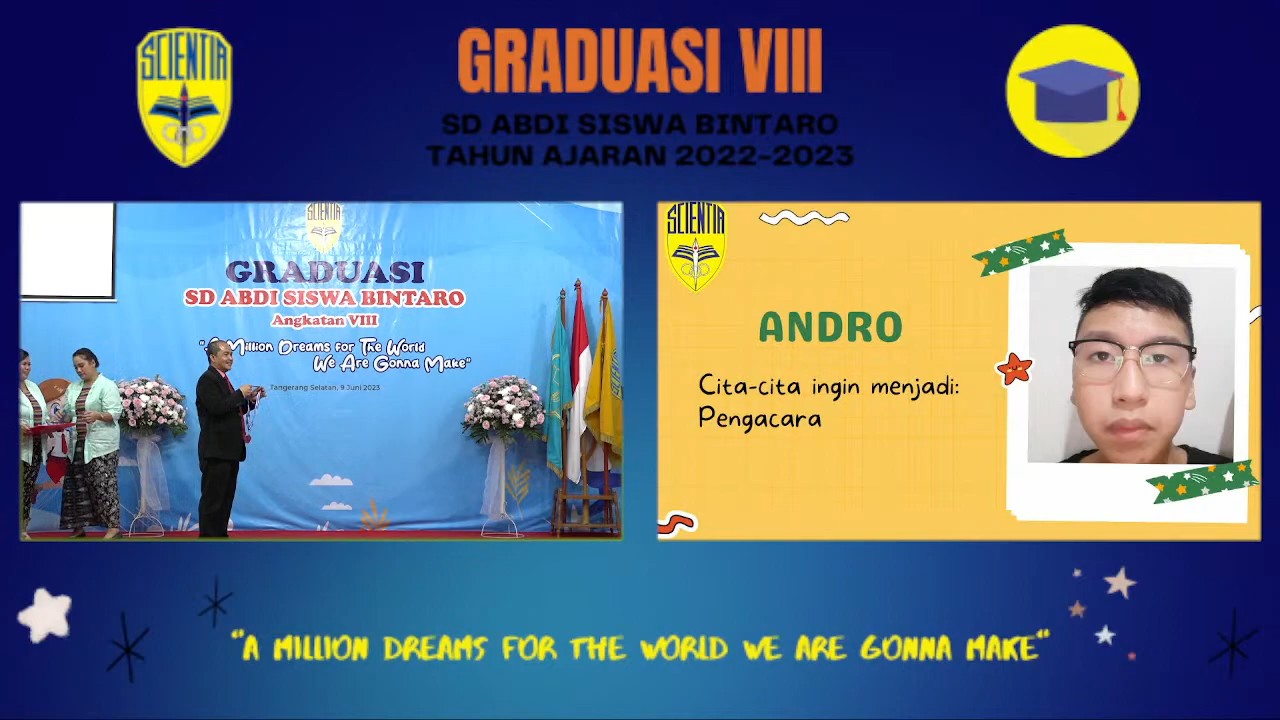 SCIENTIA
GRADUASI VIII
SD ABDI SISWA BINTARO
TAHUN AJARAN 2022-2023
SCIENTIA
GRADUASI
SD ABDI SISWA BINTARO
Angkatan VIII
"A Million Dreams for The World
We Are Gonna Make"
Tangerang Selatan, 9 Juni 2023
SCIENTIA
ANDRO
Cita-cita ingin menjadi:
Pengacara
"A MILLION DREAMS FOR THE WORLD WE ARE GONNA MAKE"